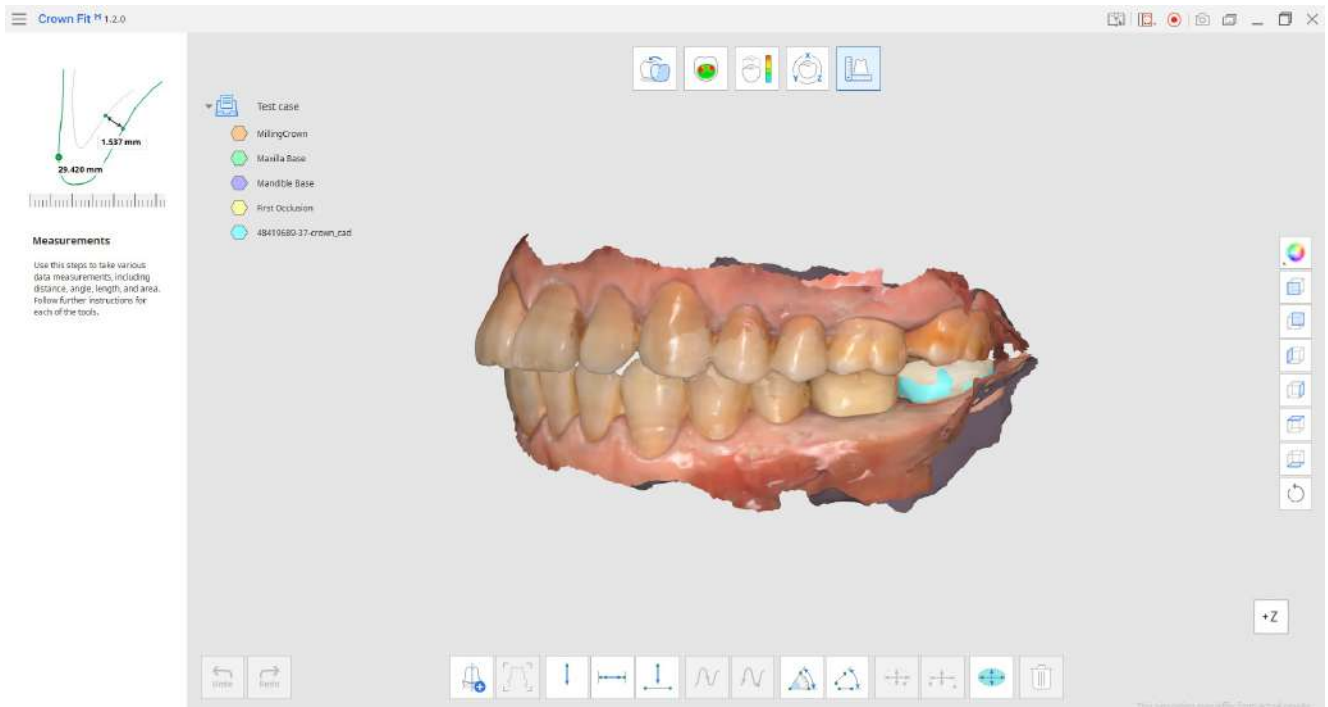 Crown Fit M 1.2.0
1.537 mm
29.420 mm
Measurements
Use this steps to take various
data measurements, including
distance, angle, length, and area.
Follow further instructions for
each of the tools.
Test case
MillingCrown
Maxilla Base
Mandible Base
First Occlusion
48419689-37-crown_cad
X
Y
Z
+Z
Undo
Redo